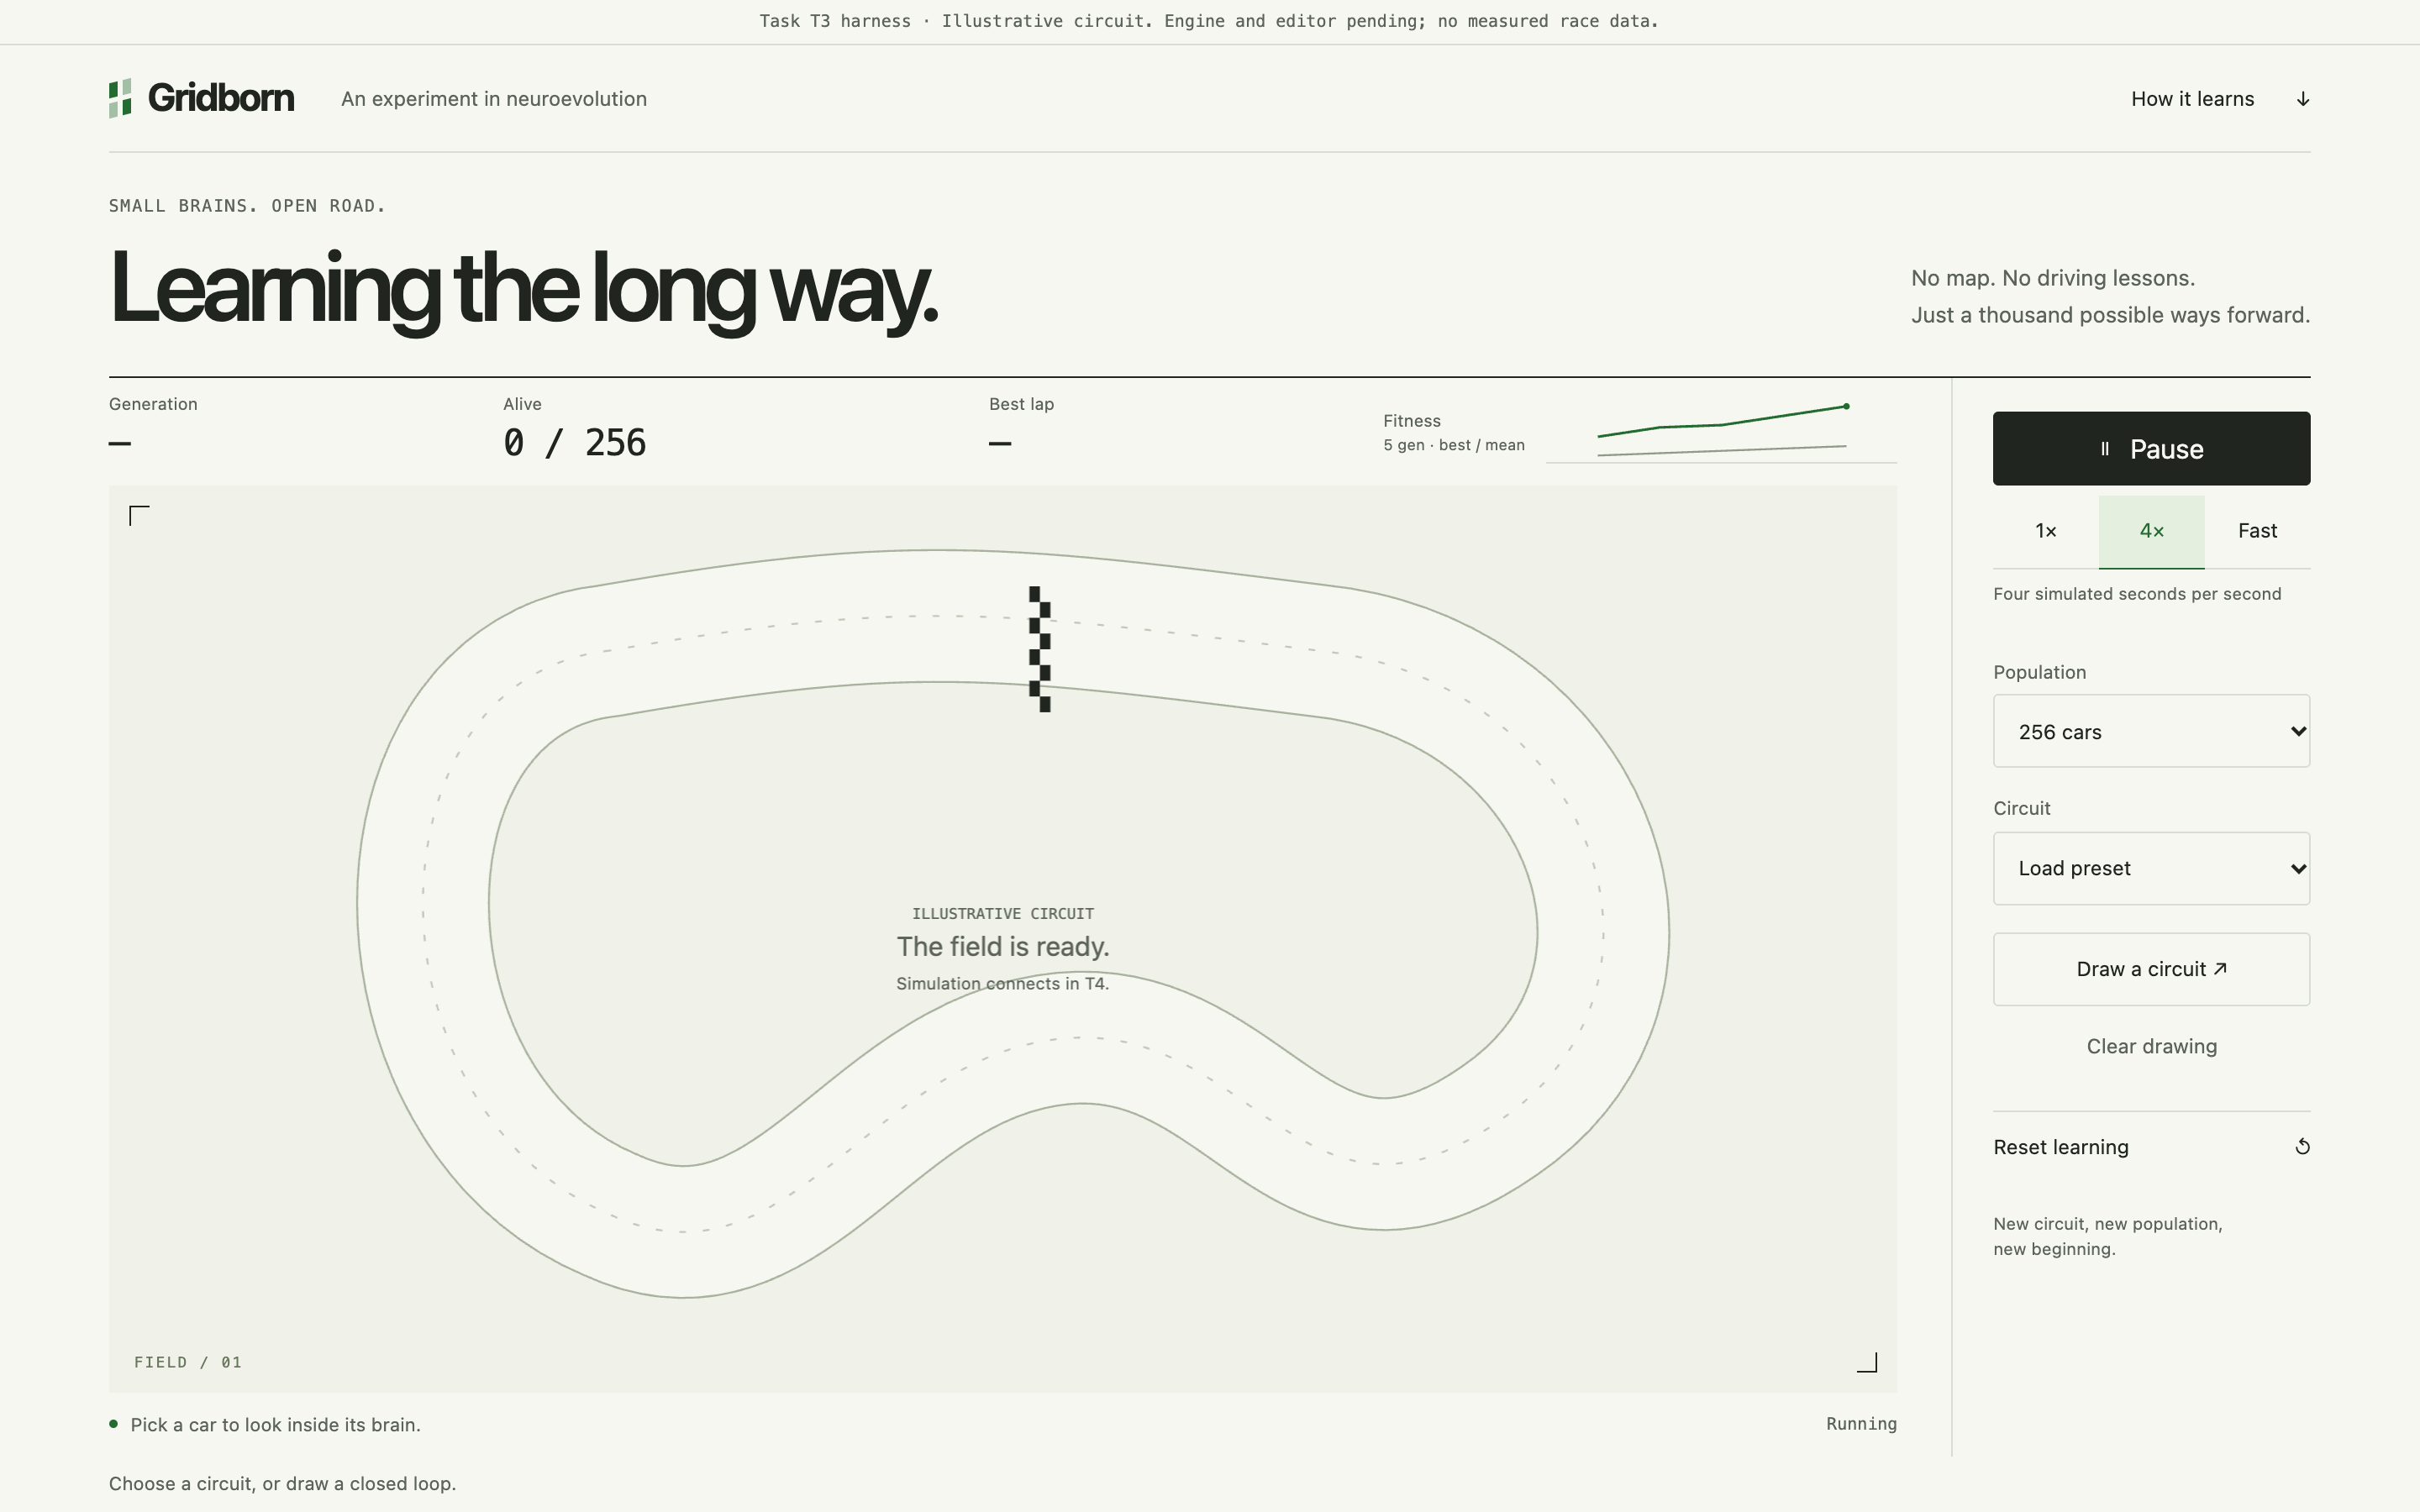 Task T3 harness · Illustrative circuit. Engine and editor pending; no measured race data.
Gridborn
An experiment in neuroevolution
How it learns ↓
SMALL BRAINS. OPEN ROAD.
Learning the long way.
No map. No driving lessons.
Just a thousand possible ways forward.
Generation
—
Alive
0 / 256
Best lap
—
Fitness
5 gen · best / mean
Pause
1× 4× Fast
Four simulated seconds per second
Population
256 cars
Circuit
Load preset
Draw a circuit ↗
Clear drawing
Reset learning
New circuit, new population,
new beginning.
ILLUSTRATIVE CIRCUIT
The field is ready.
Simulation connects in T4.
FIELD / 01
Pick a car to look inside its brain.
Running
Choose a circuit, or draw a closed loop.